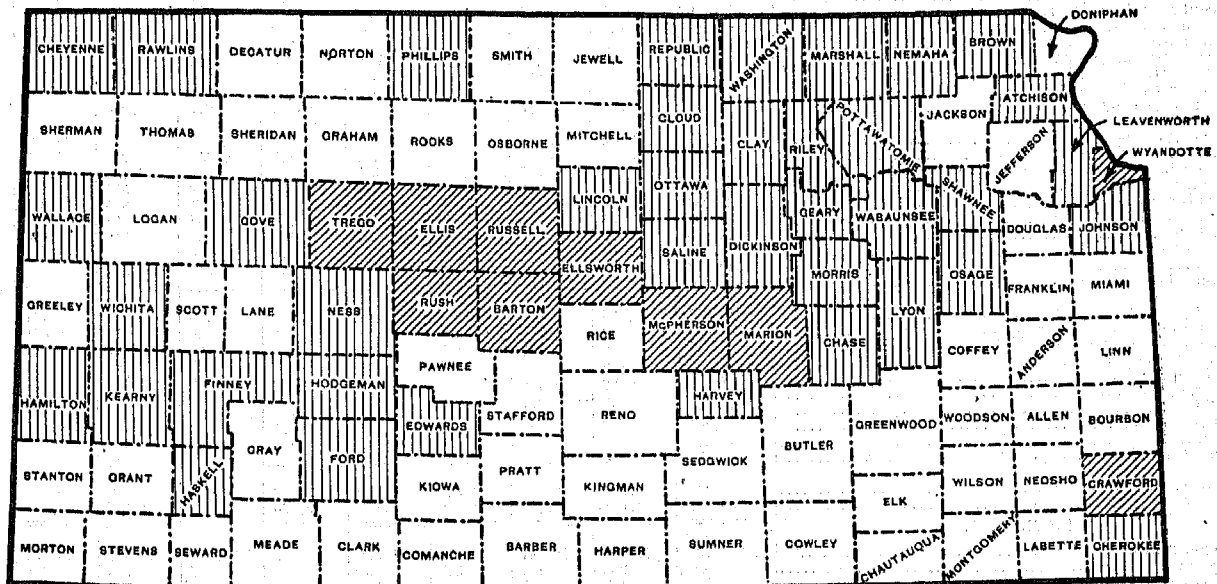 DONIPHAN
CHEYENNE RAWLINS DECATUR NORTON PHILLIPS SMITH JEWELL REPUBLIC WASHINGTON MARSHALL NEMAHA BROWN
ATCHISON
SHERMAN THOMAS SHERIDAN GRAHAM ROOKS OSBORNE MITCHELL CLOUD CLAY RILEY POTTAWATOMIE JACKSON JEFFERSON LEAVENWORTH
WYANDOTTE
LINCOLN OTTAWA
WALLACE LOGAN GOVE TREGO ELLIS RUSSELL ELLSWORTH SALINE DICKINSON GEARY WABAUNSEE SHAWNEE DOUGLAS JOHNSON
MORRIS OSAGE
GREELEY WICHITA SCOTT LANE NESS RUSH BARTON RICE McPHERSON MARION CHASE LYON FRANKLIN MIAMI
PAWNEE COFFEY ANDERSON LINN
HAMILTON KEARNY FINNEY HODGEMAN EDWARDS STAFFORD RENO HARVEY BUTLER GREENWOOD WOODSON ALLEN BOURBON
STANTON GRANT HASKELL GRAY FORD KIOWA PRATT KINGMAN SEDGWICK ELK WILSON NEOSHO CRAWFORD
MORTON STEVENS SEWARD MEADE CLARK COMANCHE BARBER HARPER SUMNER COWLEY CHAUTAUQUA MONTGOMERY LABETTE CHEROKEE